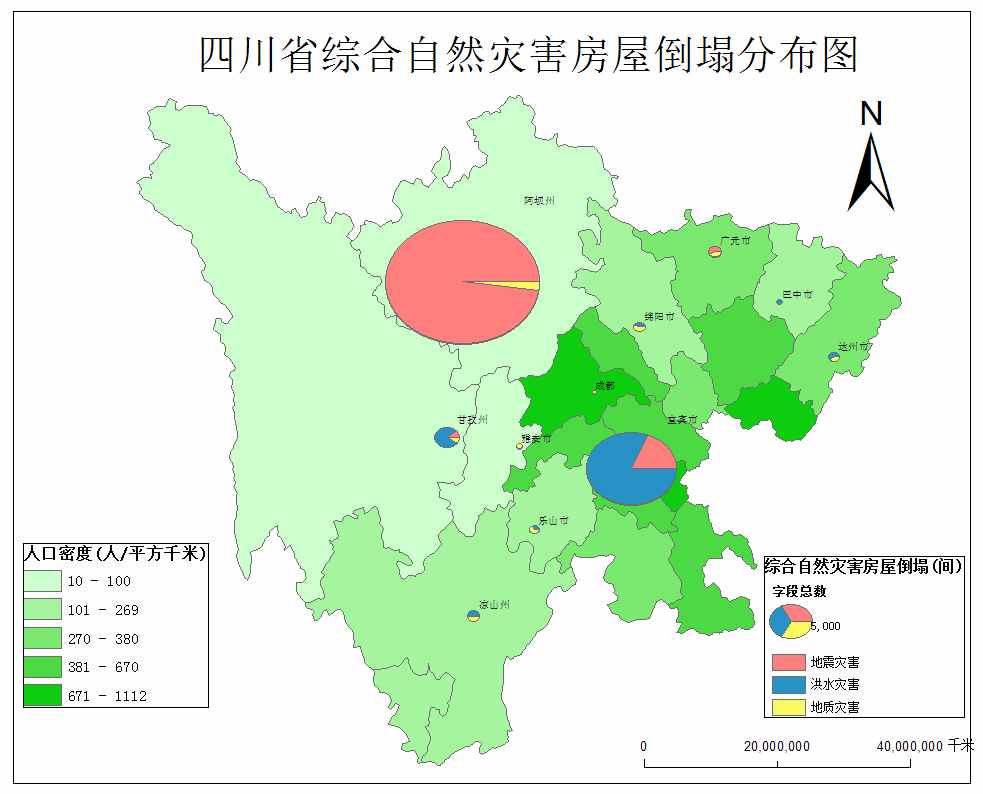 四川省综合自然灾害房屋倒塌分布图
N
阿坝州
广元市
巴中市
绵阳市
达州市
成都
甘孜州
宜宾市
雅安市
乐山市
凉山州
人口密度(人/平方千米)
10 - 100
101 - 269
270 - 380
381 - 670
671 - 1112
综合自然灾害房屋倒塌(间)
字段总数
5,000
地震灾害
洪水灾害
地质灾害
0 20,000,000 40,000,000 千米